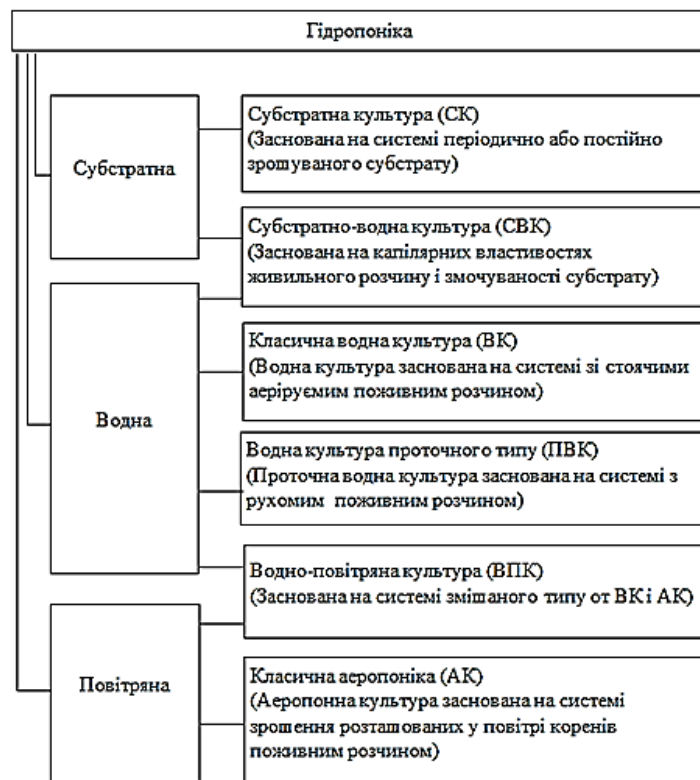 Гідропоніка
Субстратна
Субстратна культура (СК)
(Заснована на системі періодично або постійно
зрошуваного субстрату)
Субстратно-водна культура (СВК)
(Заснована на капілярних властивостях
живильного розчину і змочуваності субстрату)
Водна
Класична водна культура (ВК)
(Водна культура заснована на системі зі стоячими
аеріруємим поживним розчином)
Водна культура проточного типу (ПВК)
(Проточна водна культура заснована на системі з
рухомим поживним розчином)
Водно-повітряна культура (ВПК)
(Заснована на системі змішаного типу от ВК і АК)
Повітряна
Класична аеропоніка (АК)
(Аеропонна культура заснована на системі
зрошення розташованих у повітрі коренів
поживним розчином)